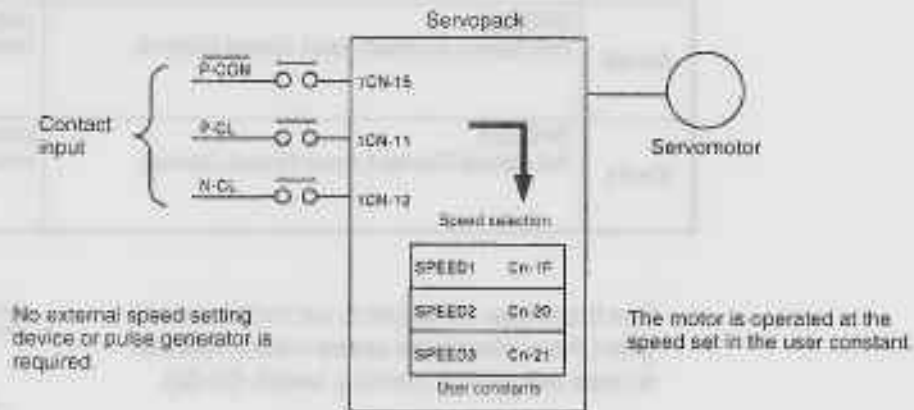 Servopack
P-CON
1CN-15
Contact
input
P-CL
1CN-11
Servomotor
N-CL
1CN-12
Speed selection
SPEED1 Cn-1F
SPEED2 Cn-20
SPEED3 Cn-21
User constants
No external speed setting
device or pulse generator is
required.
The motor is operated at the
speed set in the user constant.